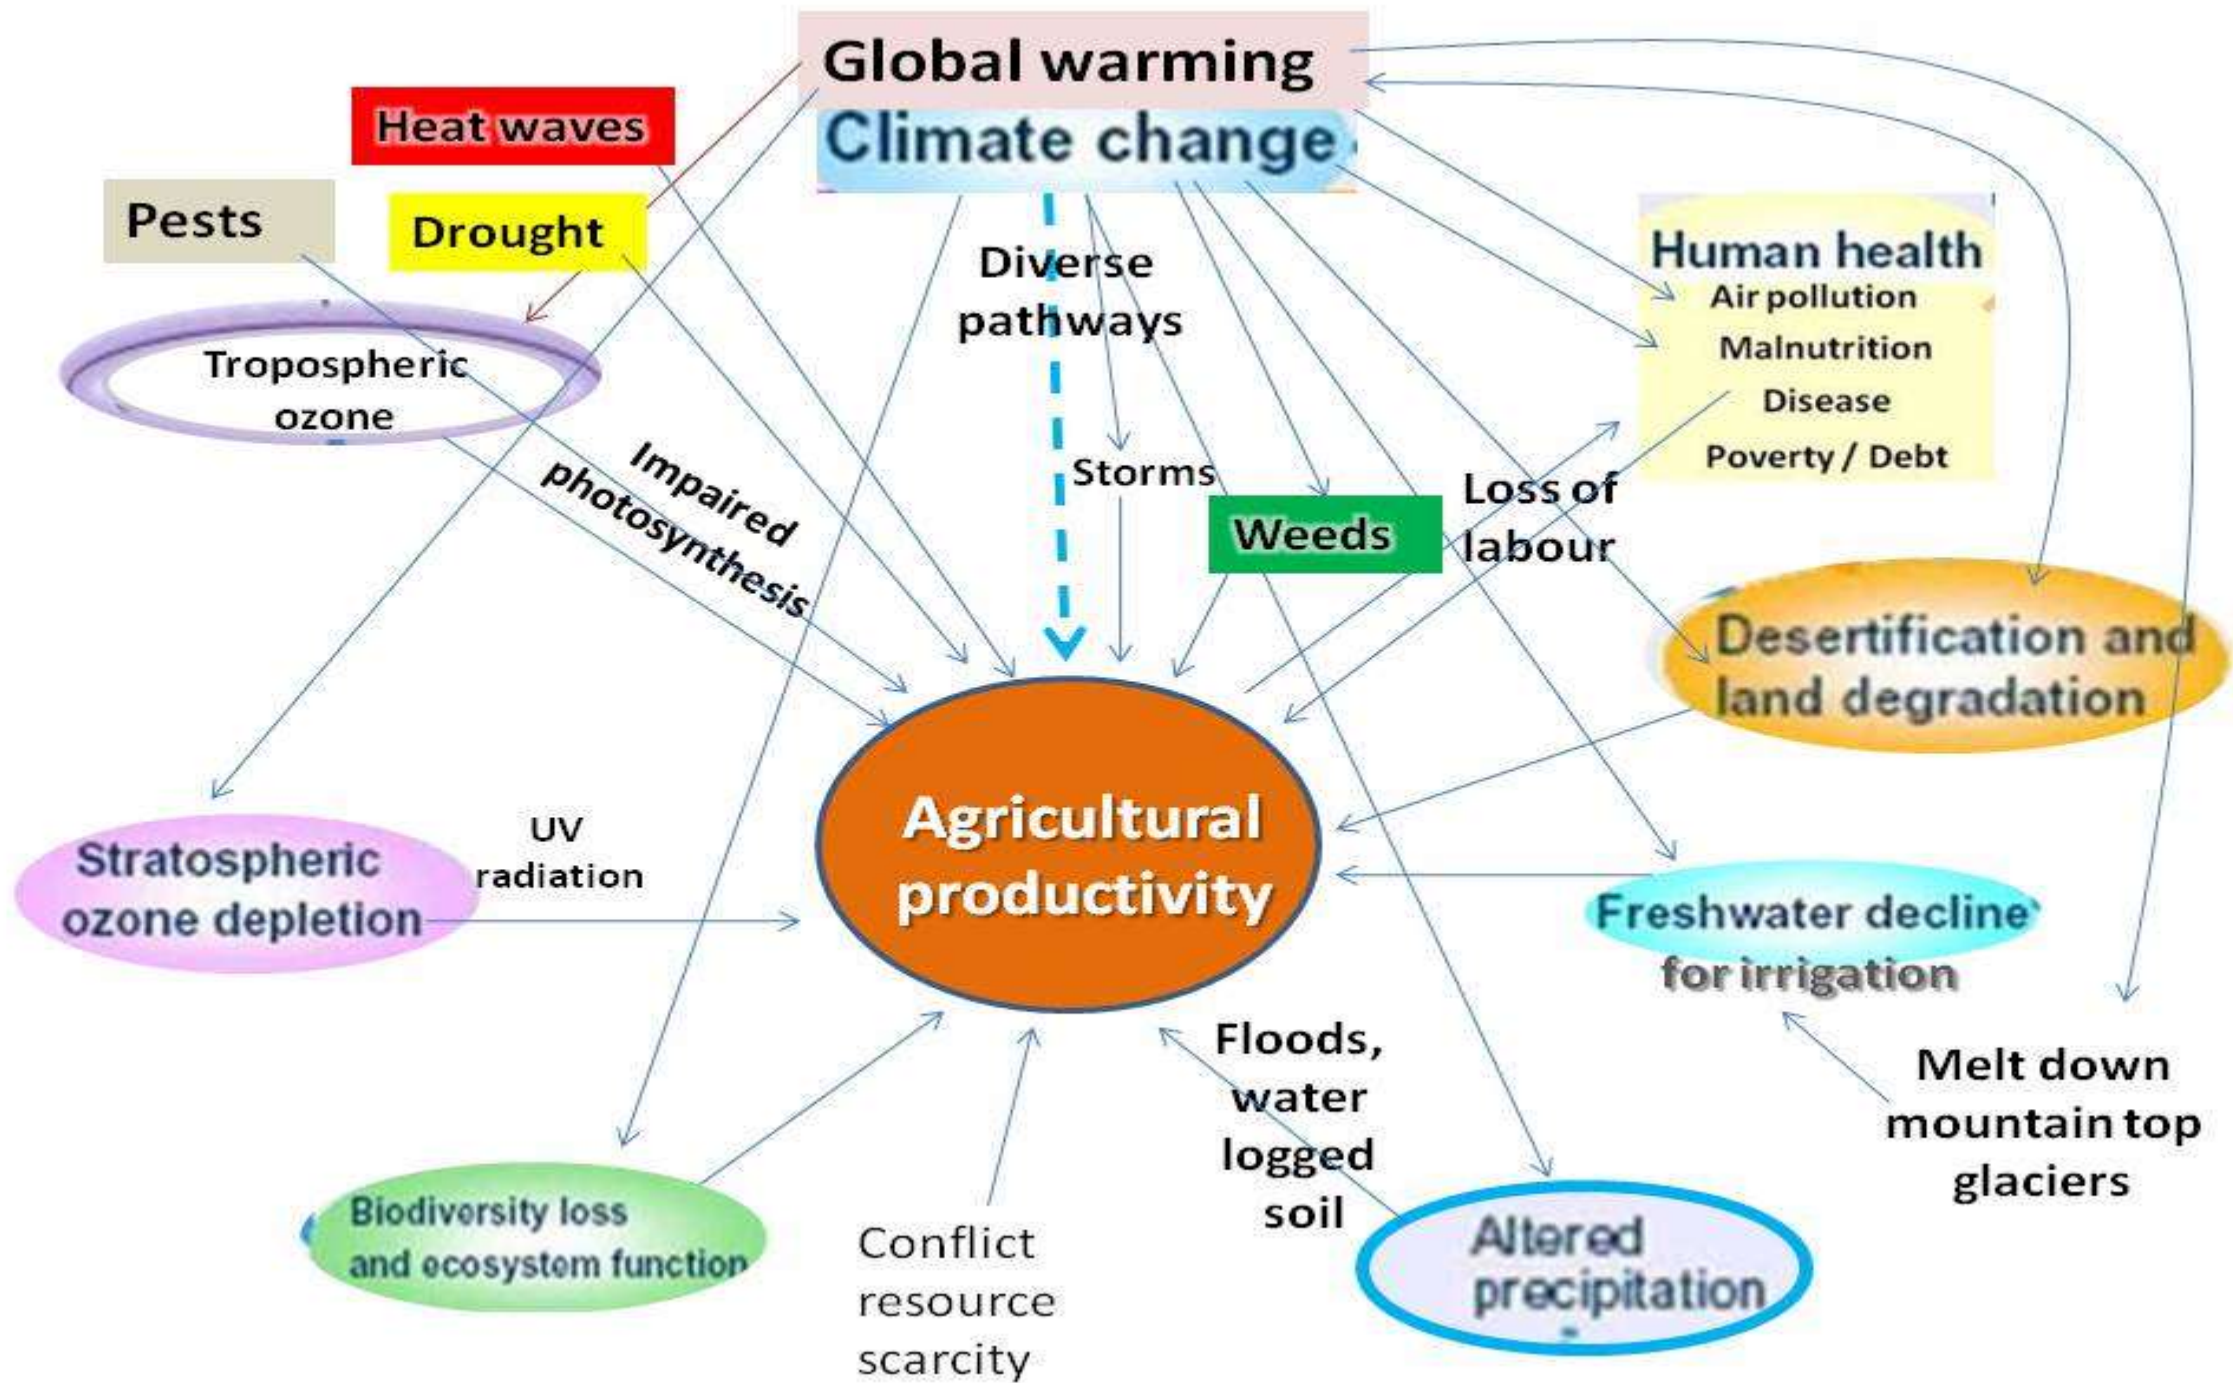 Global warming
Climate change
Heat waves
Pests
Drought
Diverse
pathways
Human health
Air pollution
Malnutrition
Disease
Poverty / Debt
Tropospheric
ozone
Impaired
photosynthesis
Storms
Weeds
Loss of
labour
Desertification and
land degradation
Agricultural
productivity
Stratospheric
ozone depletion
UV
radiation
Freshwater decline
for irrigation
Floods,
water
logged
soil
Melt down
mountain top
glaciers
Biodiversity loss
and ecosystem function
Conflict
resource
scarcity
Altered
precipitation